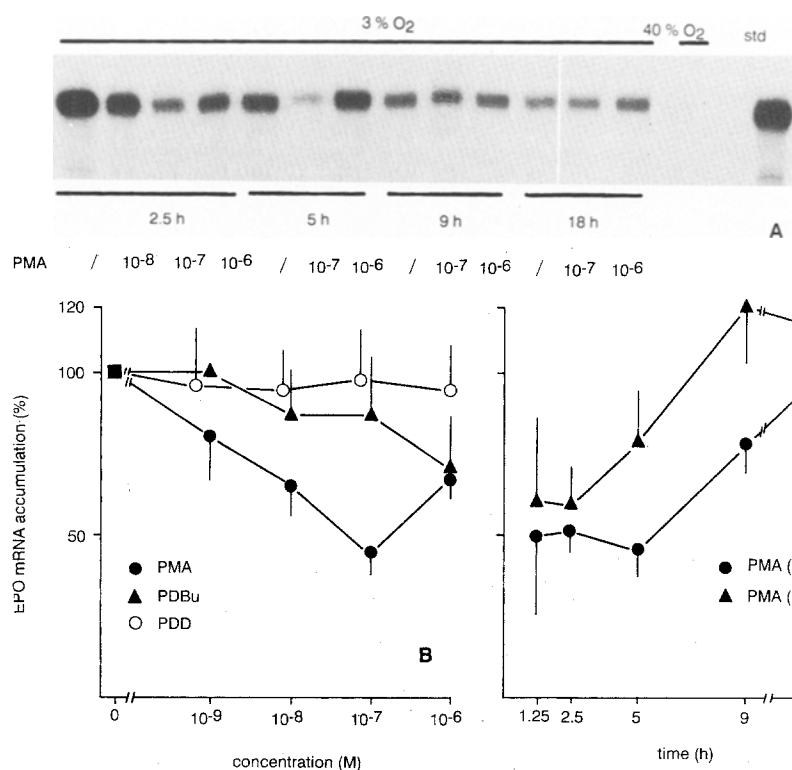 3 % O2 40 % O2 std
2.5 h 5 h 9 h 18 h A
PMA / 10-8 10-7 10-6 / 10-7 10-6 / 10-7 10-6 / 10-7 10-6
120
100
50
EPO mRNA accumulation (%)
PMA
PDBu
PDD
B
0 10-9 10-8 10-7 10-6
concentration (M)
PMA (
PMA (
1.25 2.5 5 9
time (h)